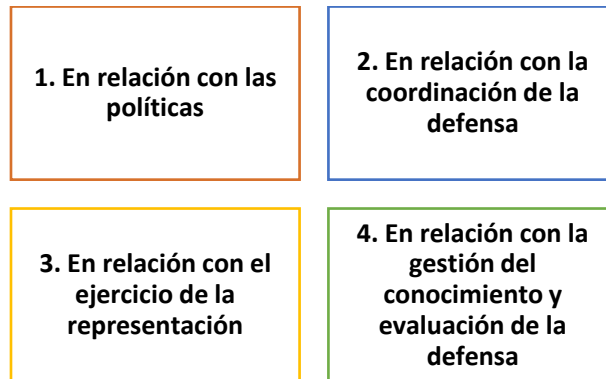 1. En relación con las
políticas
2. En relación con la
coordinación de la
defensa
3. En relación con el
ejercicio de la
representación
4. En relación con la
gestión del
conocimiento y
evaluación de la
defensa